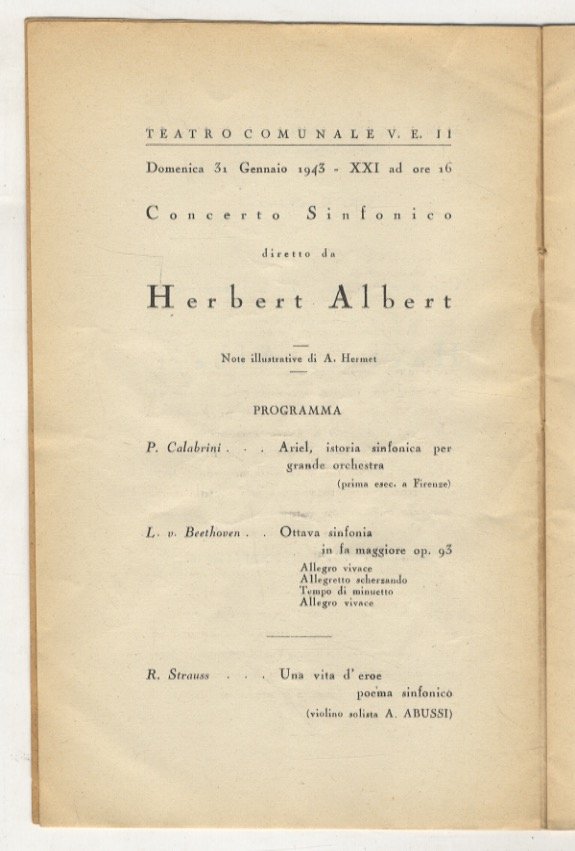 TEATRO COMUNALE V. E. II
Domenica 31 Gennaio 1943 - XXI ad ore 16
Concerto Sinfonico
diretto da
Herbert Albert
Note illustrative di A. Hermet
PROGRAMMA
P. Calabrini . . . Ariel, istoria sinfonica per
grande orchestra
(prima esec. a Firenze)
L. v. Beethoven . . Ottava sinfonia
in fa maggiore op. 93
Allegro vivace
Allegretto scherzando
Tempo di minuetto
Allegro vivace
R. Strauss . . . Una vita d'eroe
poema sinfonico
(violino solista A. ABUSSI)